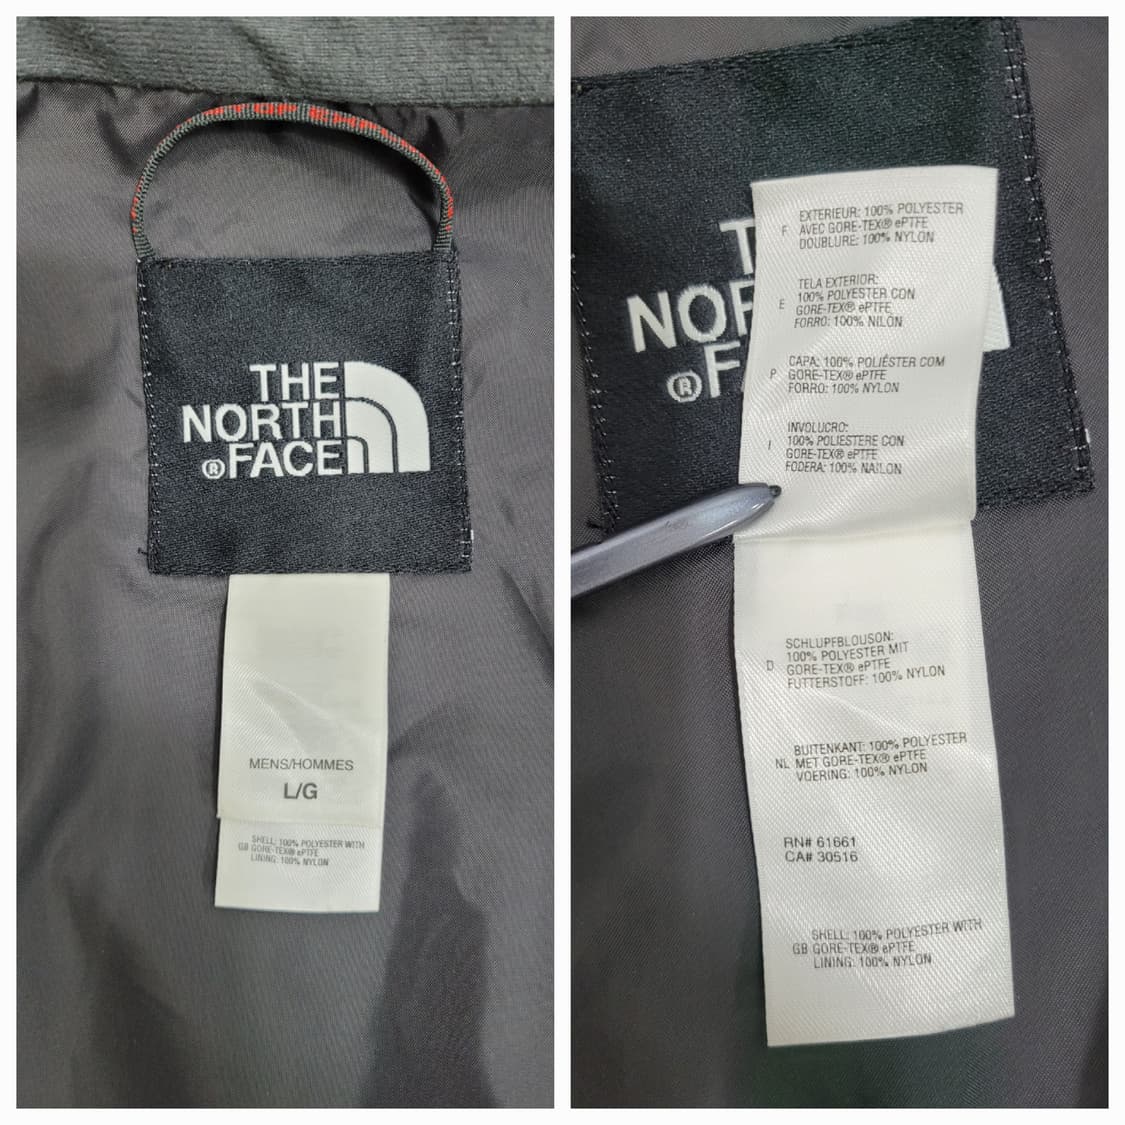 THE
NORTH
®FACE
MENS/HOMMES
L/G
SHELL: 100% POLYESTER WITH
GB GORE-TEX® ePTFE
LINING: 100% NYLON
T
NOR
®F
EXTERIEUR: 100% POLYESTER
F AVEC GORE-TEX® ePTFE
DOUBLURE: 100% NYLON
TELA EXTERIOR:
E 100% POLYESTER CON
GORE-TEX® ePTFE
FORRO: 100% NILON
CAPA: 100% POLIÉSTER COM
P GORE-TEX® ePTFE
FORRO: 100% NYLON
INVOLUCRO:
I 100% POLIESTERE CON
GORE-TEX® ePTFE
FODERA: 100% NAILON
SCHLUPFBLOUSON:
100% POLYESTER MIT
D GORE-TEX® ePTFE
FUTTERSTOFF: 100% NYLON
BUITENKANT: 100% POLYESTER
NL MET GORE-TEX® ePTFE
VOERING: 100% NYLON
RN# 61661
CA# 30516
SHELL: 100% POLYESTER WITH
GB GORE-TEX® ePTFE
LINING: 100% NYLON